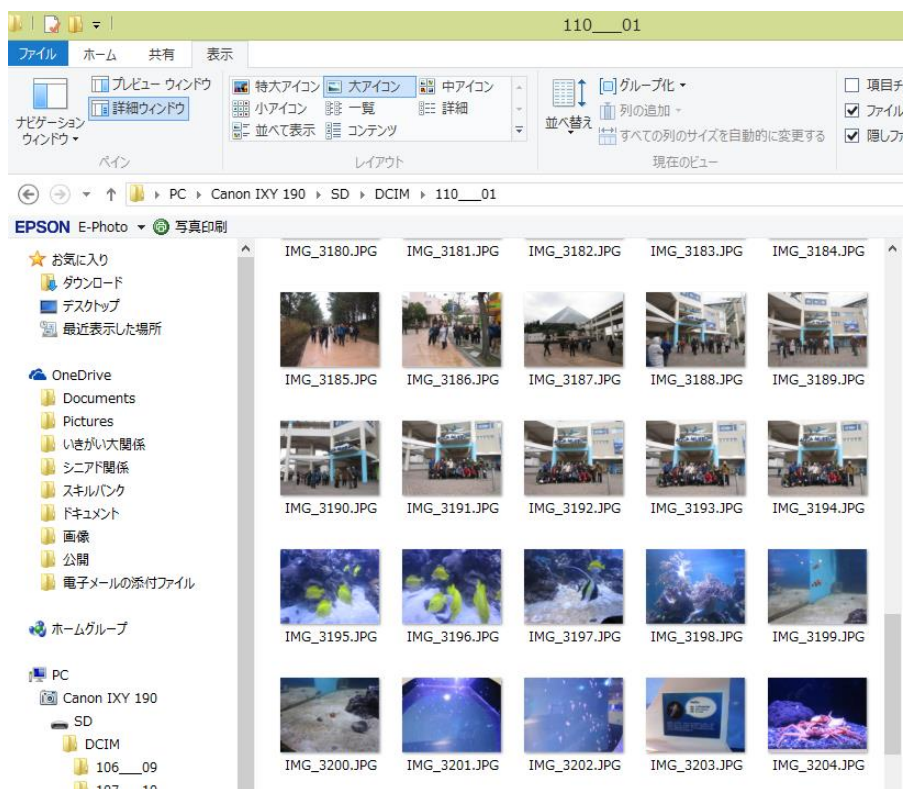 110___01
ファイル ホーム 共有 表示
プレビュー ウィンドウ
詳細ウィンドウ
ナビゲーション
ウィンドウ
ペイン
特大アイコン 大アイコン 中アイコン
小アイコン 一覧 詳細
並べて表示 コンテンツ
レイアウト
並べ替え
グループ化
列の追加
すべての列のサイズを自動的に変更する
現在のビュー
項目チ
ファイル
隠しファ
PC Canon IXY 190 SD DCIM 110___01
EPSON E-Photo 写真印刷
お気に入り
ダウンロード
デスクトップ
最近表示した場所
OneDrive
Documents
Pictures
いきがい大関係
シニアド関係
スキルバンク
ドキュメント
画像
公開
電子メールの添付ファイル
ホームグループ
PC
Canon IXY 190
SD
DCIM
106___09
107___10
IMG_3180.JPG IMG_3181.JPG IMG_3182.JPG IMG_3183.JPG IMG_3184.JPG
IMG_3185.JPG IMG_3186.JPG IMG_3187.JPG IMG_3188.JPG IMG_3189.JPG
IMG_3190.JPG IMG_3191.JPG IMG_3192.JPG IMG_3193.JPG IMG_3194.JPG
IMG_3195.JPG IMG_3196.JPG IMG_3197.JPG IMG_3198.JPG IMG_3199.JPG
IMG_3200.JPG IMG_3201.JPG IMG_3202.JPG IMG_3203.JPG IMG_3204.JPG